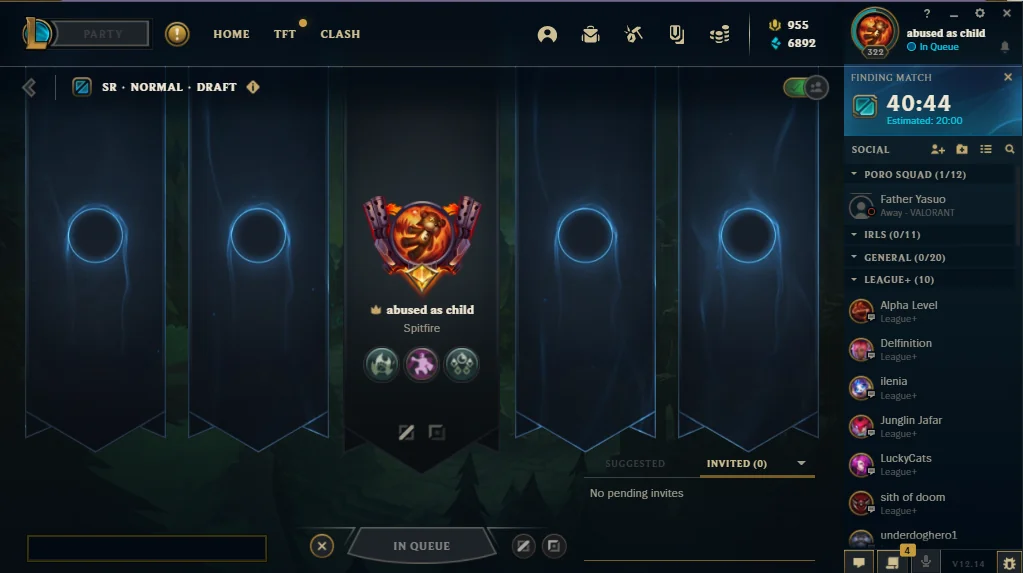 PARTY
HOME
TFT
CLASH
955
6892
?
abused as child
In Queue
322
SR · NORMAL · DRAFT
FINDING MATCH
40:44
Estimated: 20:00
SOCIAL
PORO SQUAD (1/12)
Father Yasuo
Away - VALORANT
IRLS (0/11)
GENERAL (0/20)
LEAGUE+ (10)
Alpha Level
League+
Delfinition
League+
ilenia
League+
Junglin Jafar
League+
LuckyCats
League+
sith of doom
League+
underdoghero1
abused as child
Spitfire
SUGGESTED
INVITED (0)
No pending invites
IN QUEUE
4
V12.14